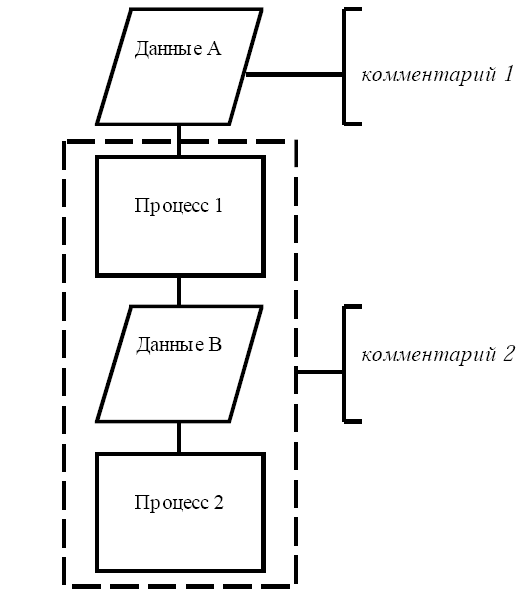 Данные А
комментарий 1
Процесс 1
Данные В
комментарий 2
Процесс 2